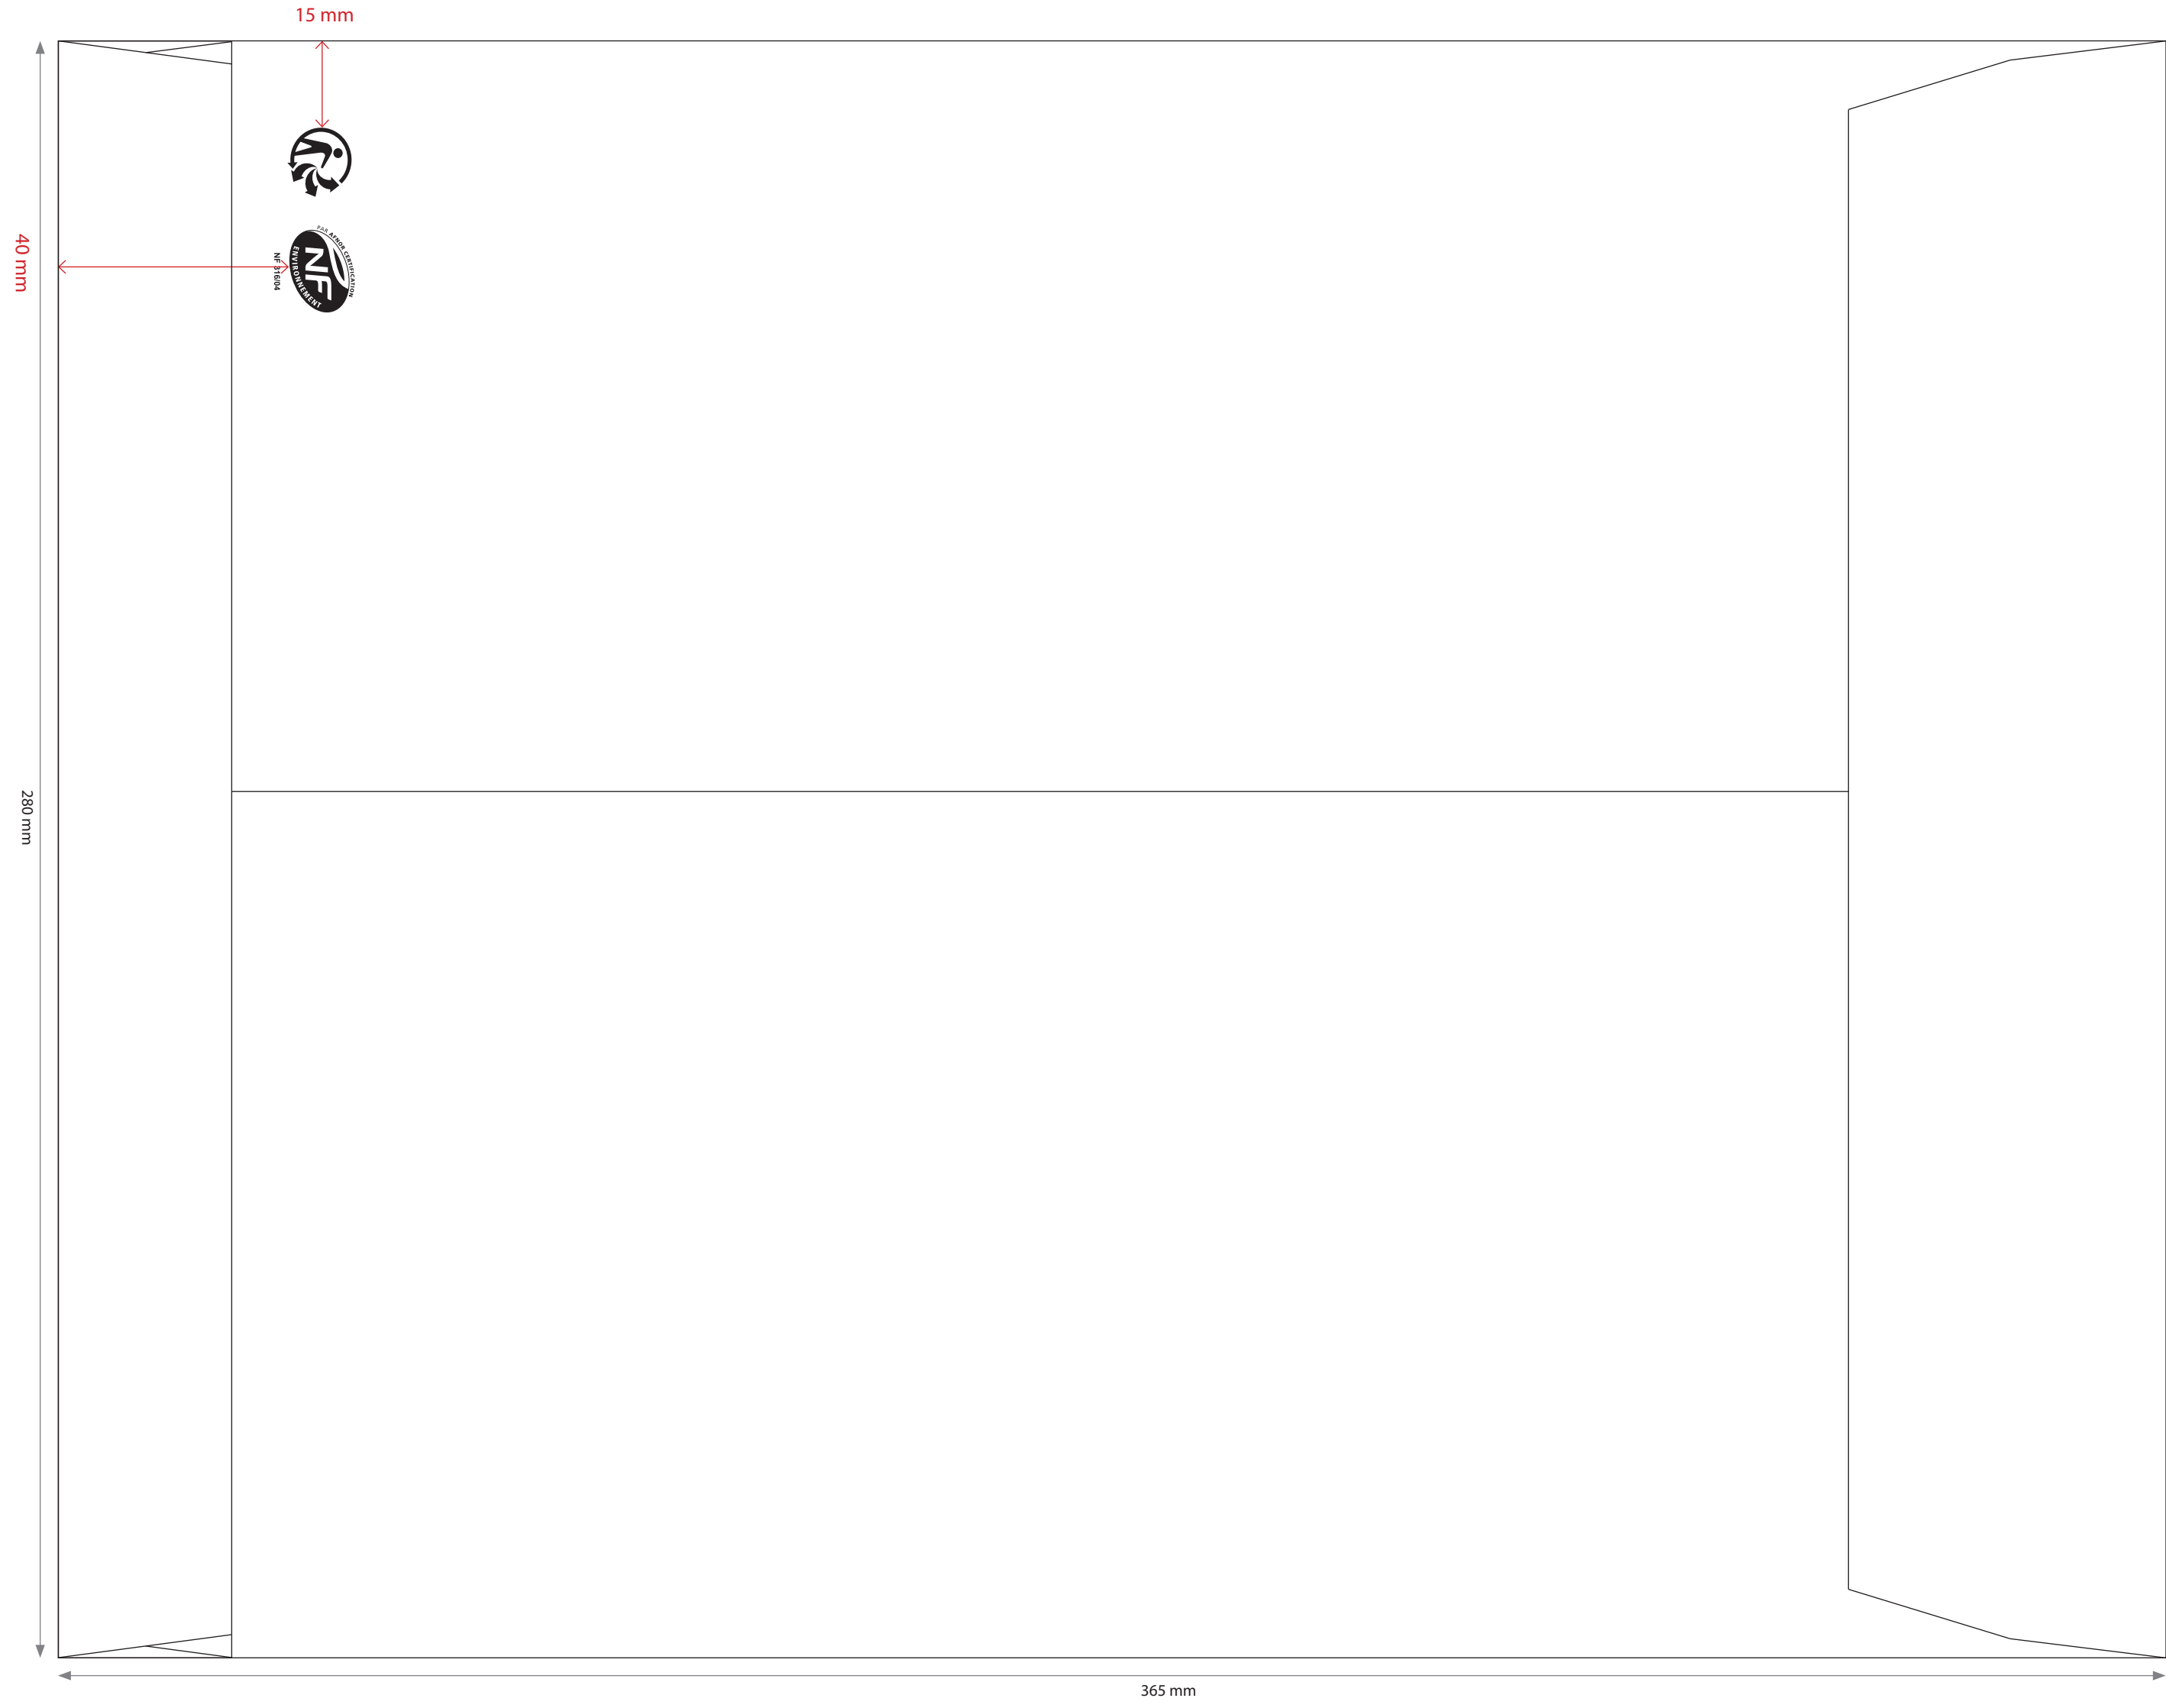 15 mm
40 mm
PAR AFNOR CERTIFICATION
NF
ENVIRONNEMENT
NF 316/04
280 mm
365 mm